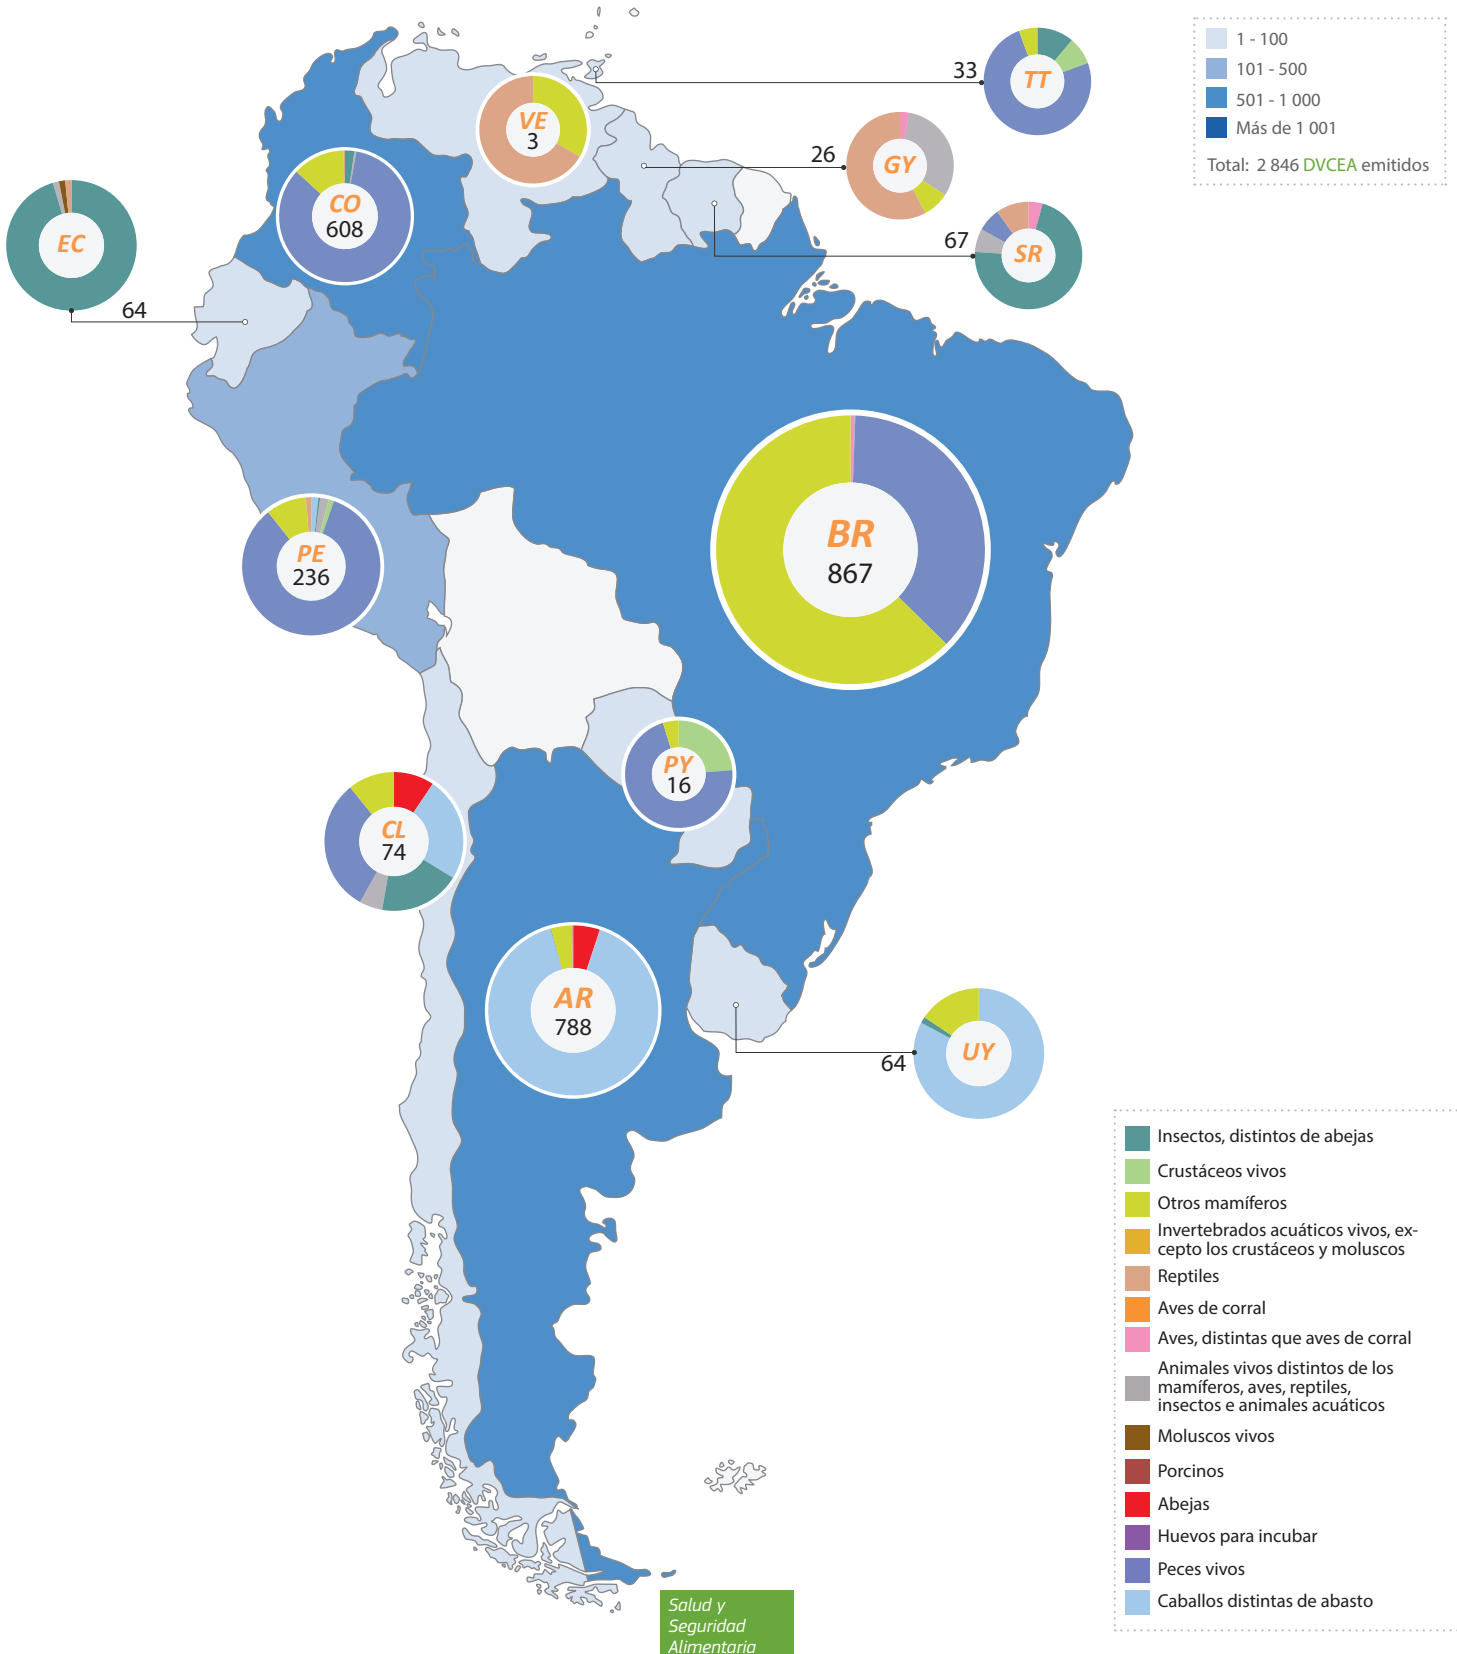 1 - 100
101 - 500
501 - 1 000
Más de 1 001
Total: 2 846 DVCEA emitidos
33
TT
VE
3
26
GY
CO
608
EC
64
67
SR
BR
867
PE
236
PY
16
CL
74
AR
788
64
UY
Insectos, distintos de abejas
Crustáceos vivos
Otros mamíferos
Invertebrados acuáticos vivos, ex-
cepto los crustáceos y moluscos
Reptiles
Aves de corral
Aves, distintas que aves de corral
Animales vivos distintos de los
mamíferos, aves, reptiles,
insectos e animales acuáticos
Moluscos vivos
Porcinos
Abejas
Huevos para incubar
Peces vivos
Caballos distintas de abasto
Salud y
Seguridad
Alimentaria